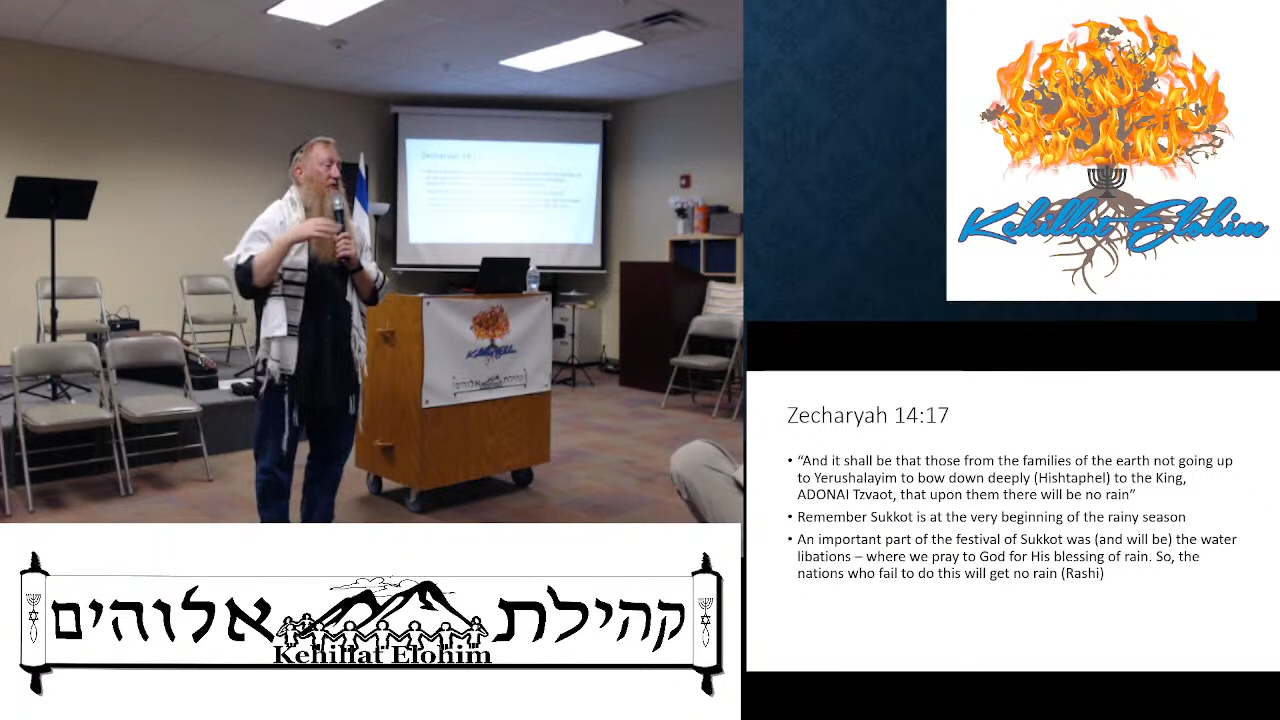 Zecharyah 14:17
קהילת אלוהים
Kehillat Elohim
Kehillat Elohim
Zecharyah 14:17
• “And it shall be that those from the families of the earth not going up
to Yerushalayim to bow down deeply (Hishtaphel) to the King,
ADONAI Tzvaot, that upon them there will be no rain”
• Remember Sukkot is at the very beginning of the rainy season
• An important part of the festival of Sukkot was (and will be) the water
libations – where we pray to God for His blessing of rain. So, the
nations who fail to do this will get no rain (Rashi)